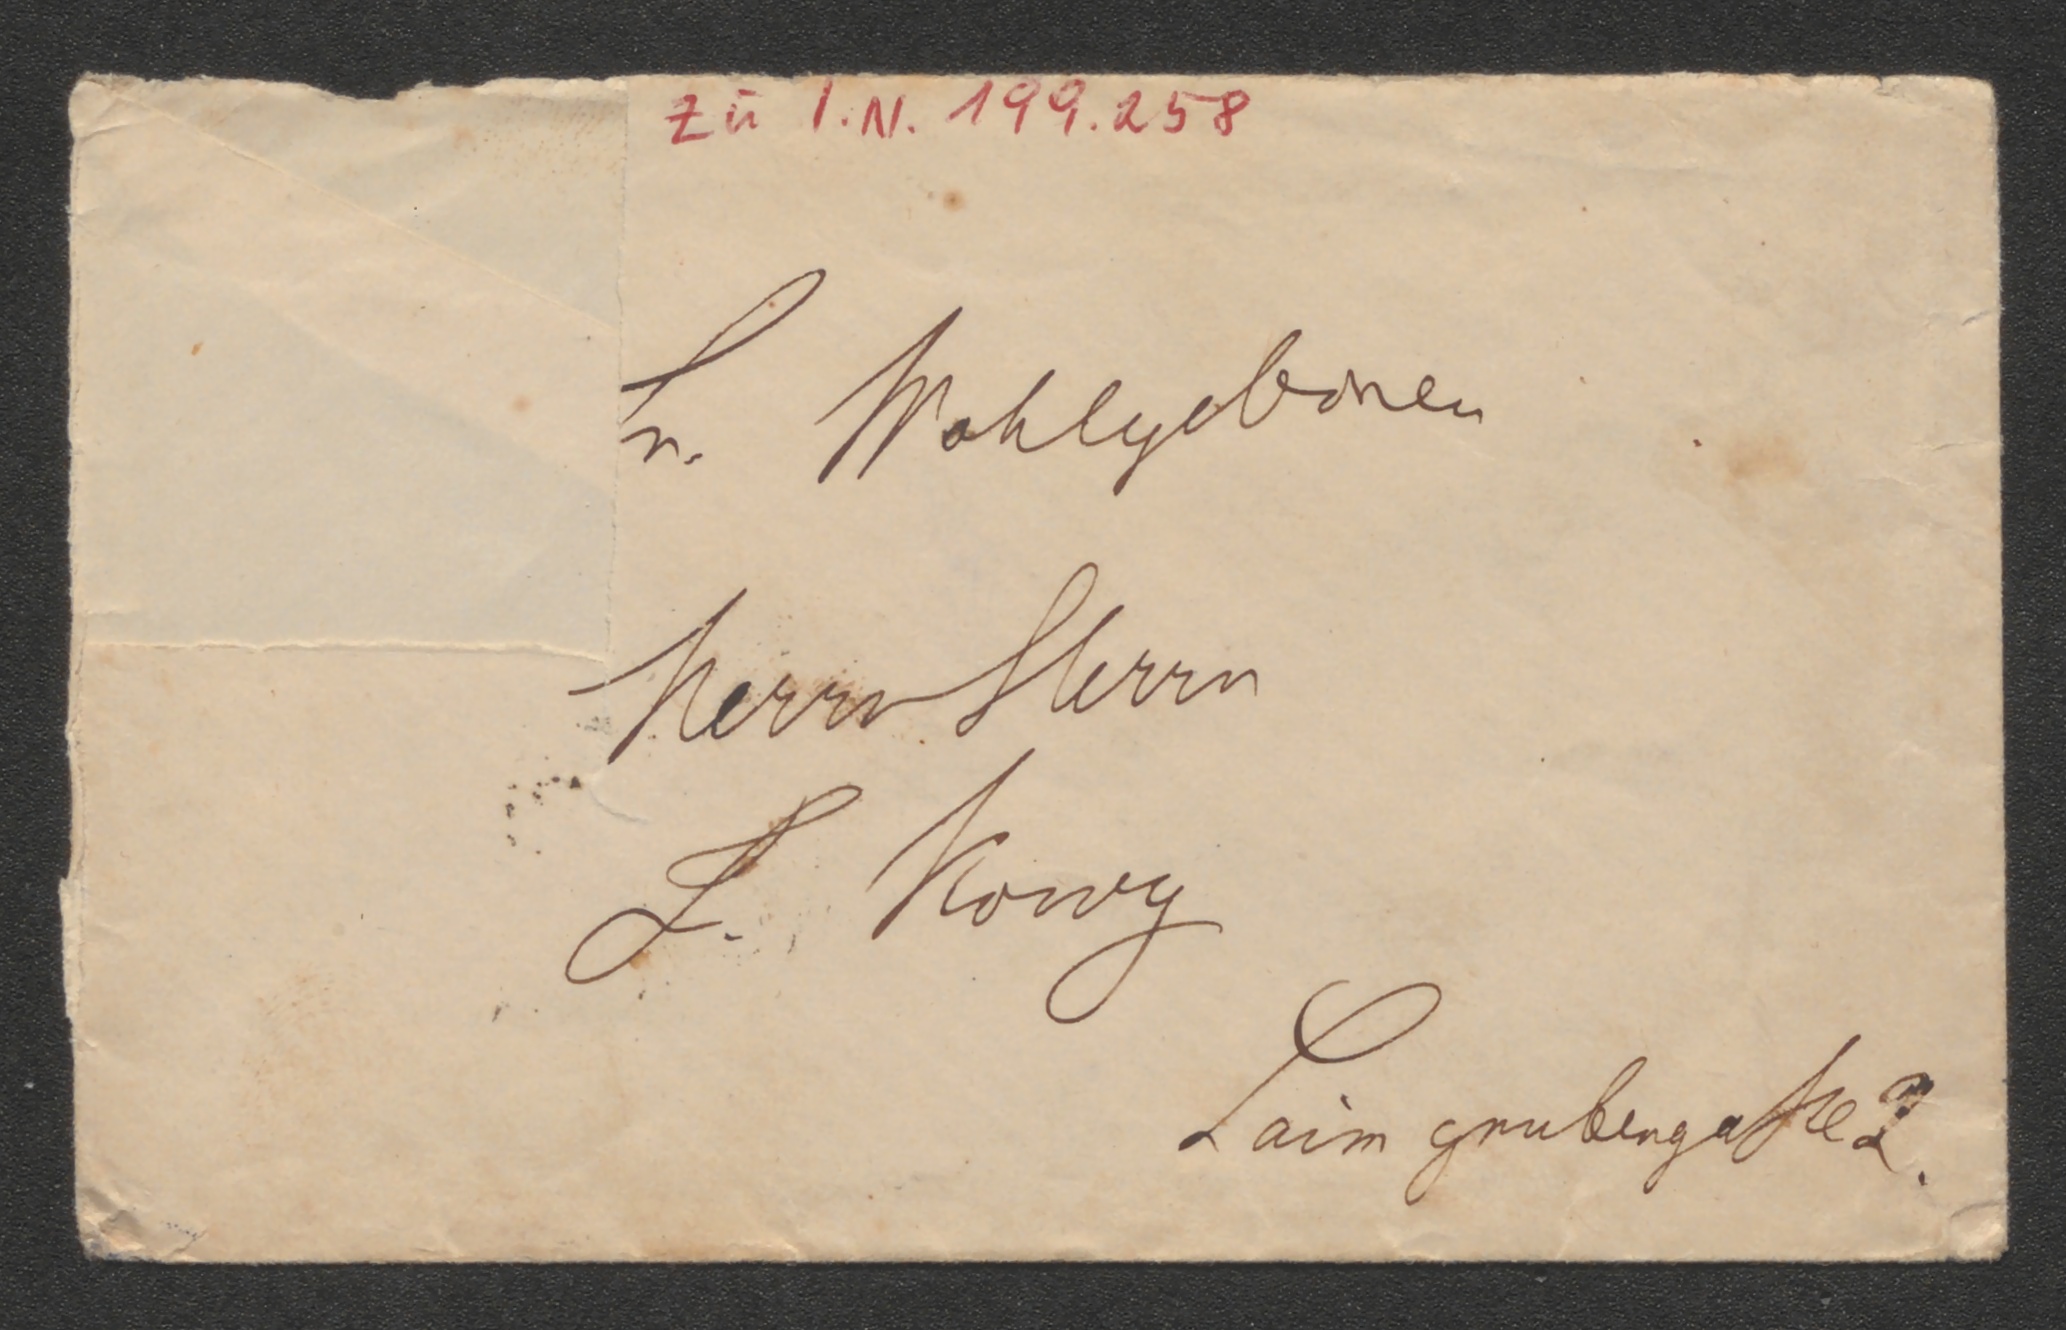 Zu I.N. 199.258
Sr. Wohlgeboren
Herrn Herrn
L. Kowy
Laimgrubengasse 2.